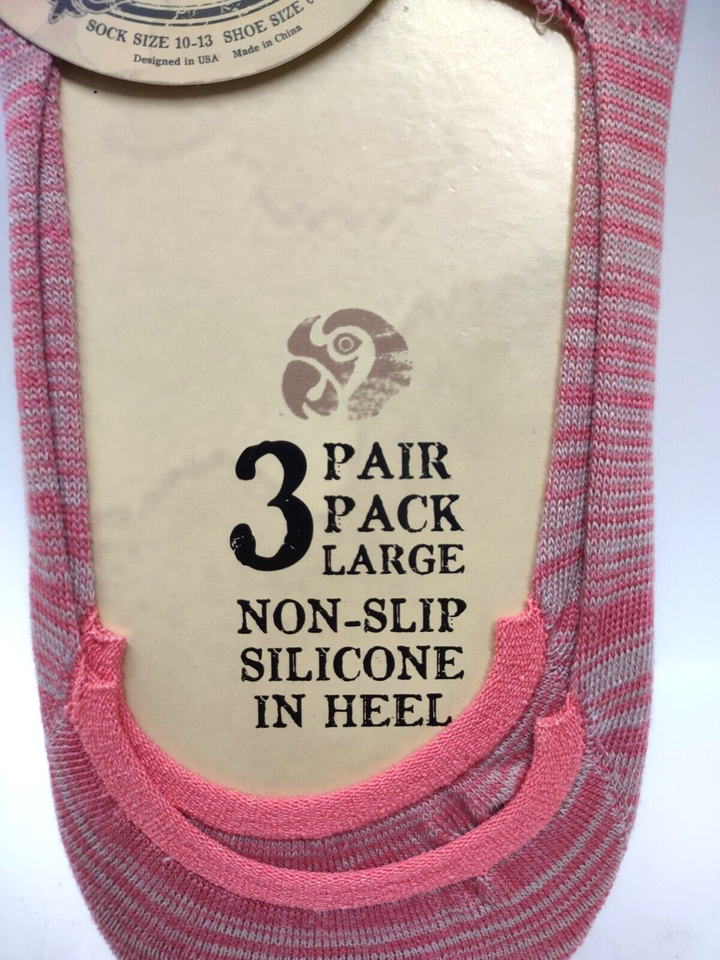 SOCK SIZE 10-13 SHOE SIZE
Designed in USA Made in China
3 PAIR
PACK
LARGE
NON-SLIP
SILICONE
IN HEEL